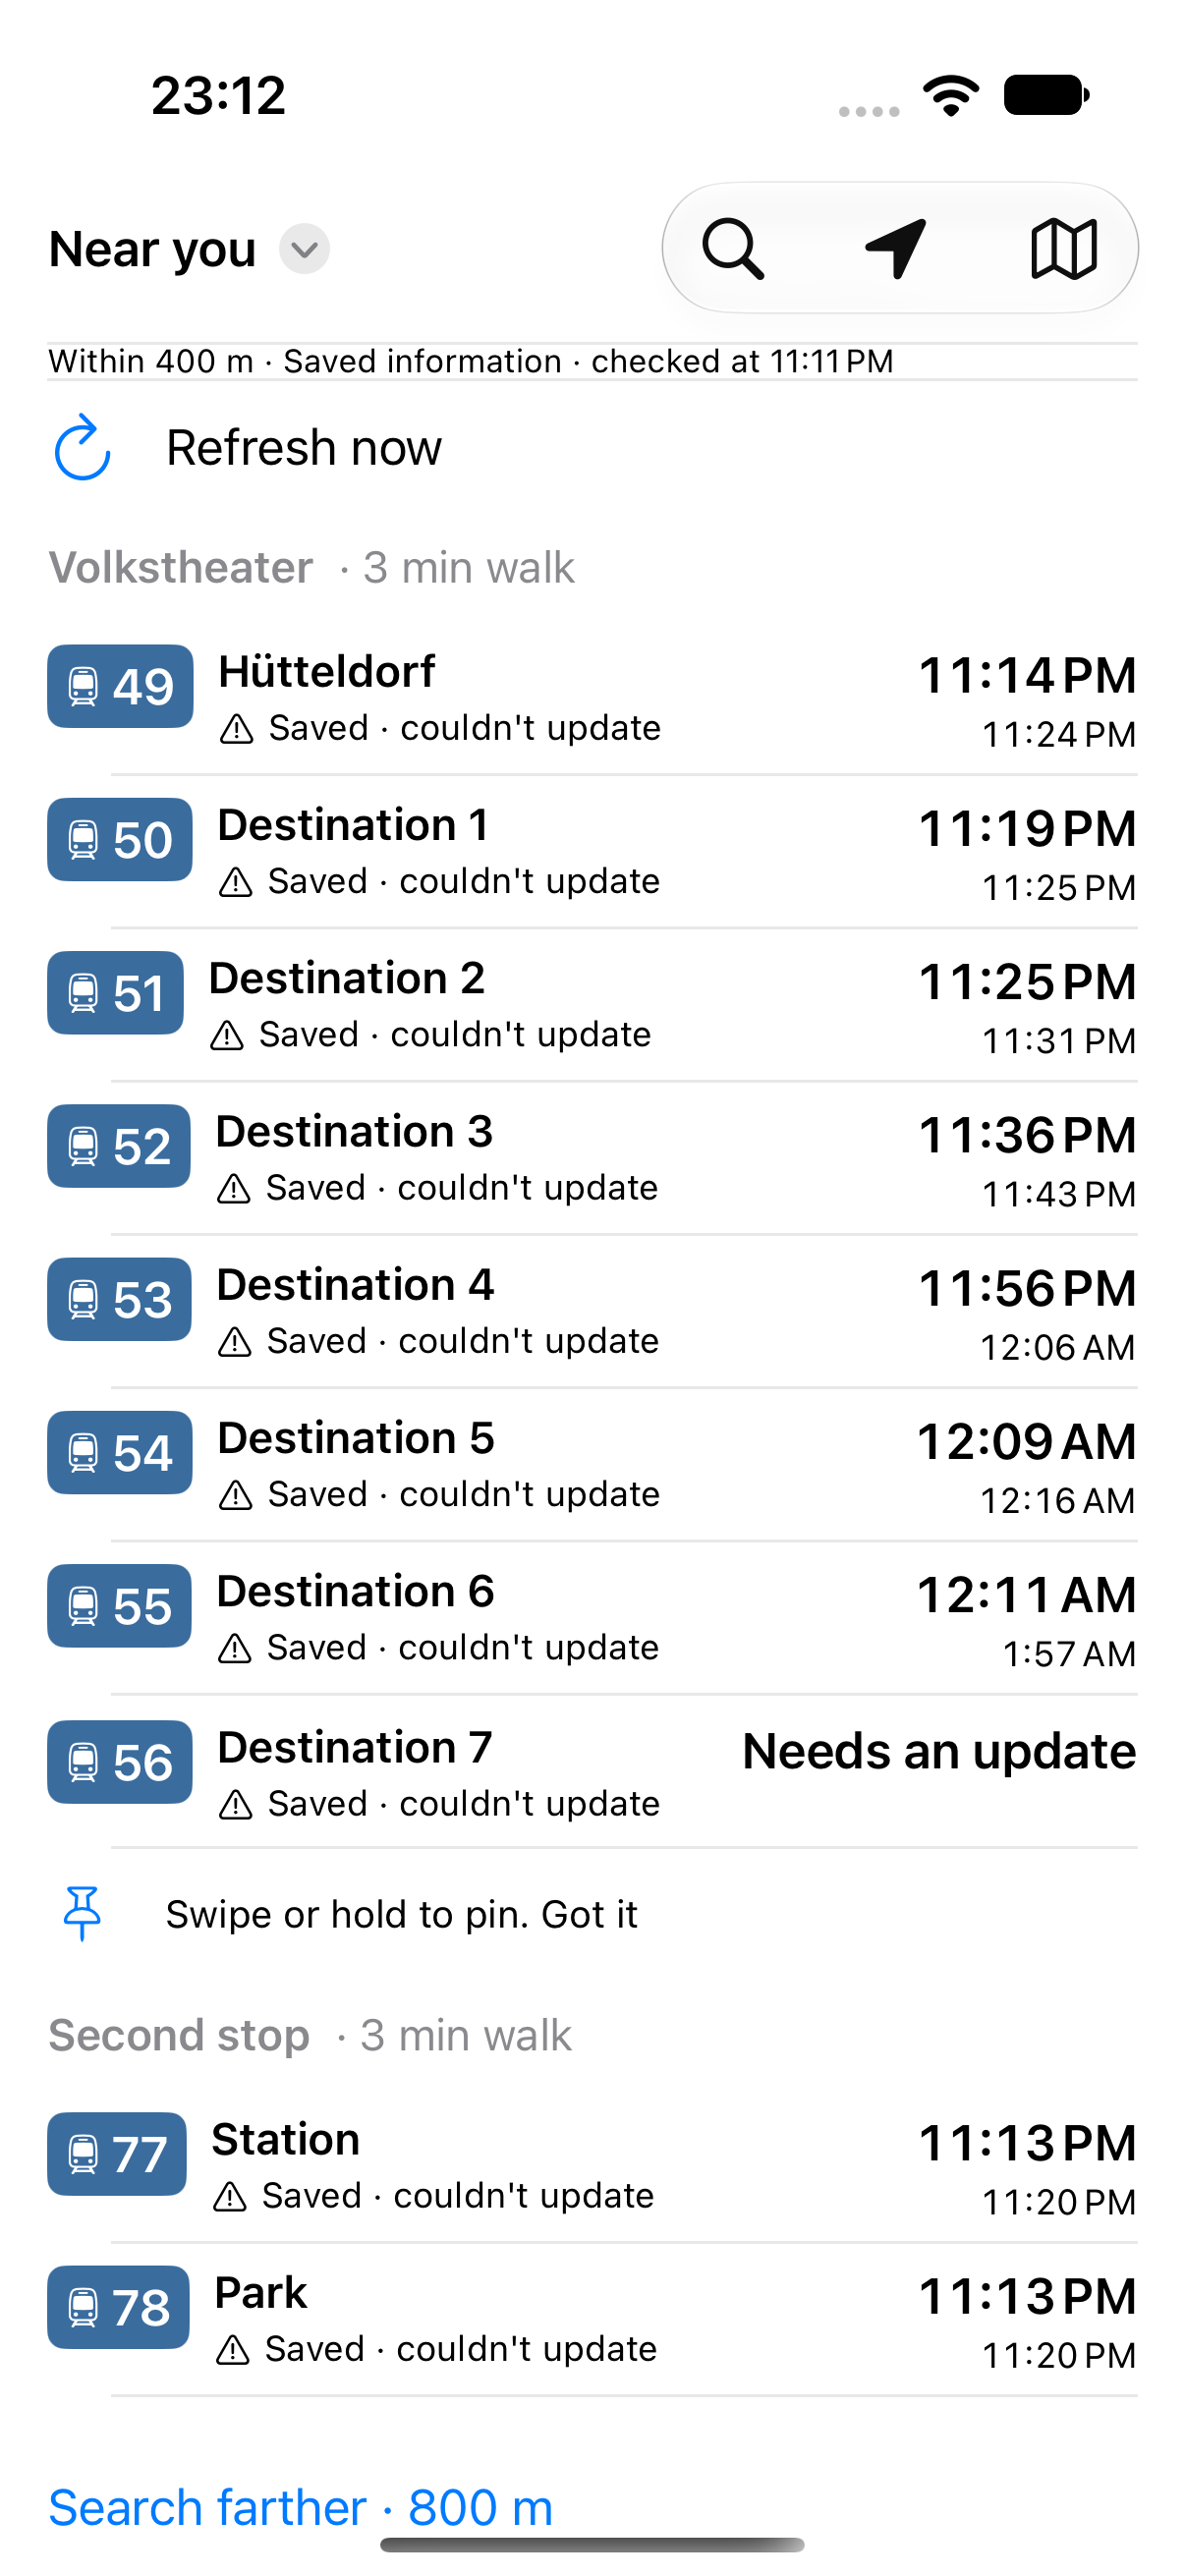 23:12
Near you
Within 400 m · Saved information · checked at 11:11 PM
Refresh now
Volkstheater · 3 min walk
49 Hütteldorf 11:14 PM
Saved · couldn't update 11:24 PM
50 Destination 1 11:19 PM
Saved · couldn't update 11:25 PM
51 Destination 2 11:25 PM
Saved · couldn't update 11:31 PM
52 Destination 3 11:36 PM
Saved · couldn't update 11:43 PM
53 Destination 4 11:56 PM
Saved · couldn't update 12:06 AM
54 Destination 5 12:09 AM
Saved · couldn't update 12:16 AM
55 Destination 6 12:11 AM
Saved · couldn't update 1:57 AM
56 Destination 7 Needs an update
Saved · couldn't update
Swipe or hold to pin. Got it
Second stop · 3 min walk
77 Station 11:13 PM
Saved · couldn't update 11:20 PM
78 Park 11:13 PM
Saved · couldn't update 11:20 PM
Search farther · 800 m